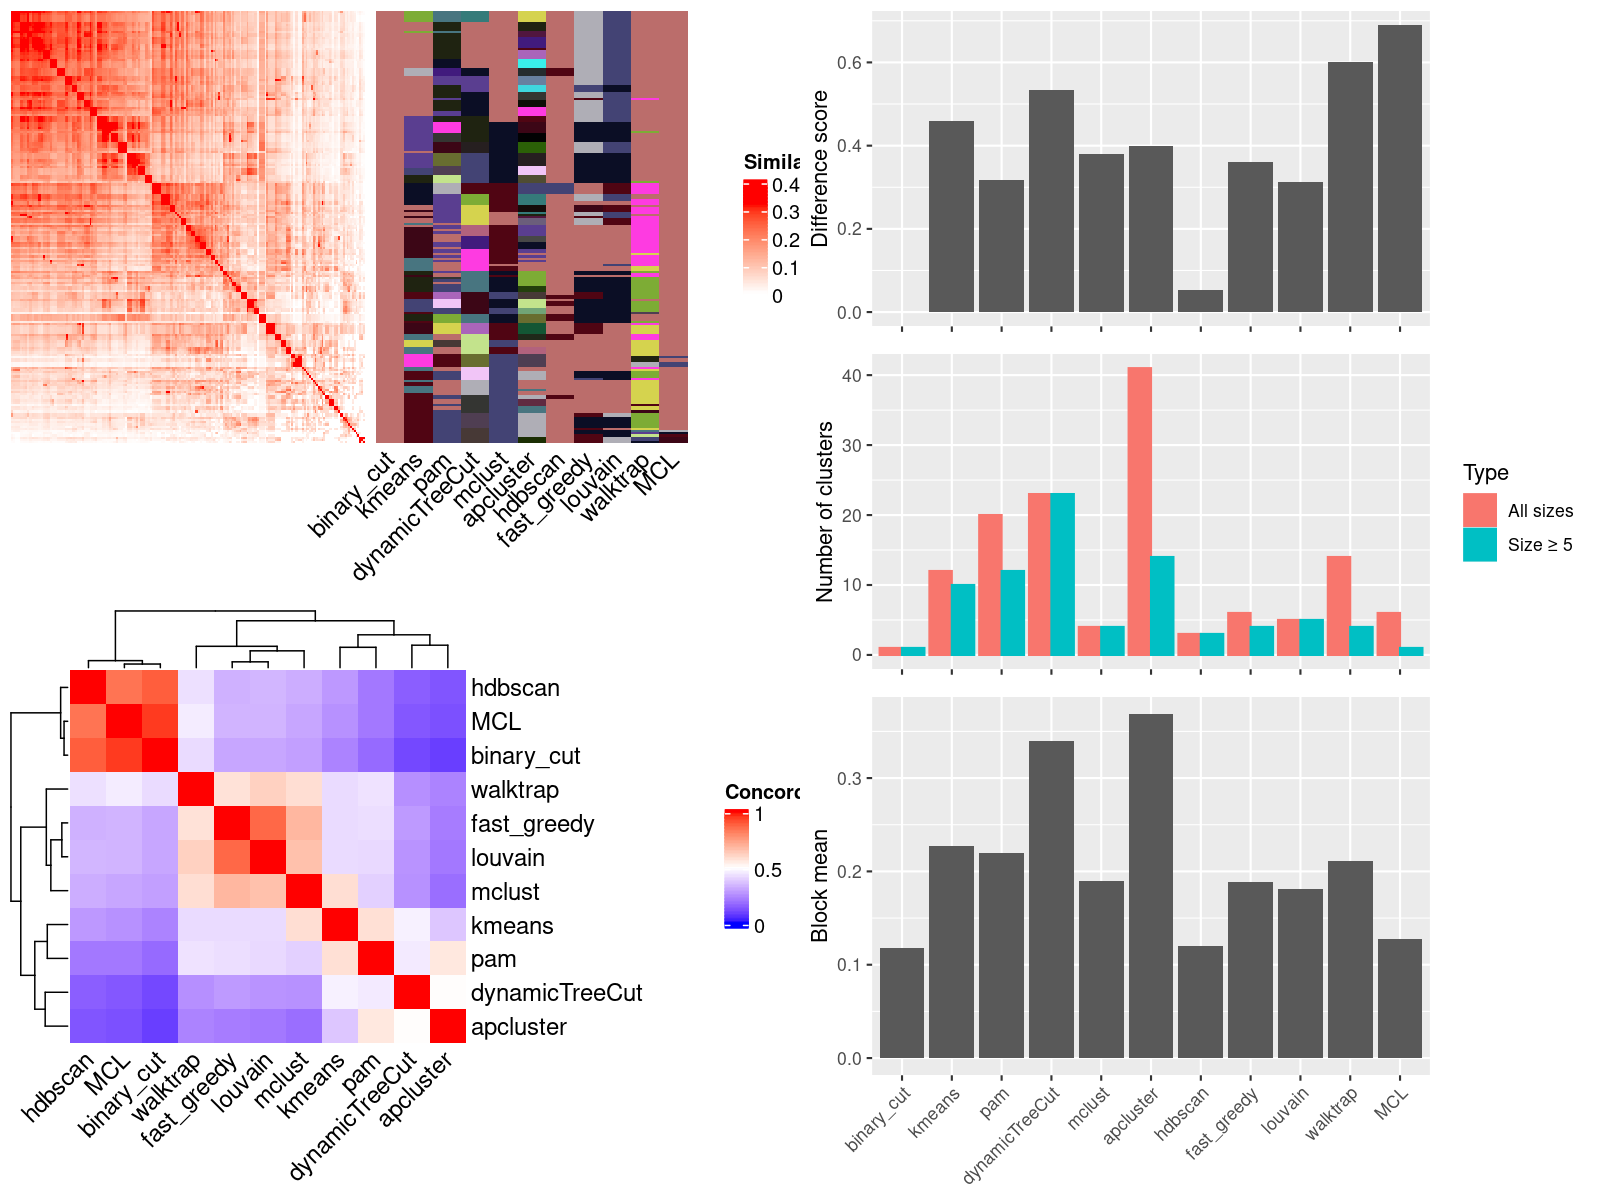 Simila
0.4
0.3
0.2
0.1
0
binary_cut
kmeans
pam
dynamicTreeCut
mclust
apcluster
hdbscan
fast_greedy
louvain
walktrap
MCL
hdbscan
MCL
binary_cut
walktrap
fast_greedy
louvain
mclust
kmeans
pam
dynamicTreeCut
apcluster
hdbscan
MCL
binary_cut
walktrap
fast_greedy
louvain
mclust
kmeans
pam
dynamicTreeCut
apcluster
Concord
1
0.5
0
Difference score
0.6
0.4
0.2
0.0
Number of clusters
40
30
20
10
0
Type
All sizes
Size ≥ 5
Block mean
0.3
0.2
0.1
0.0
binary_cut
kmeans
pam
dynamicTreeCut
mclust
apcluster
hdbscan
fast_greedy
louvain
walktrap
MCL